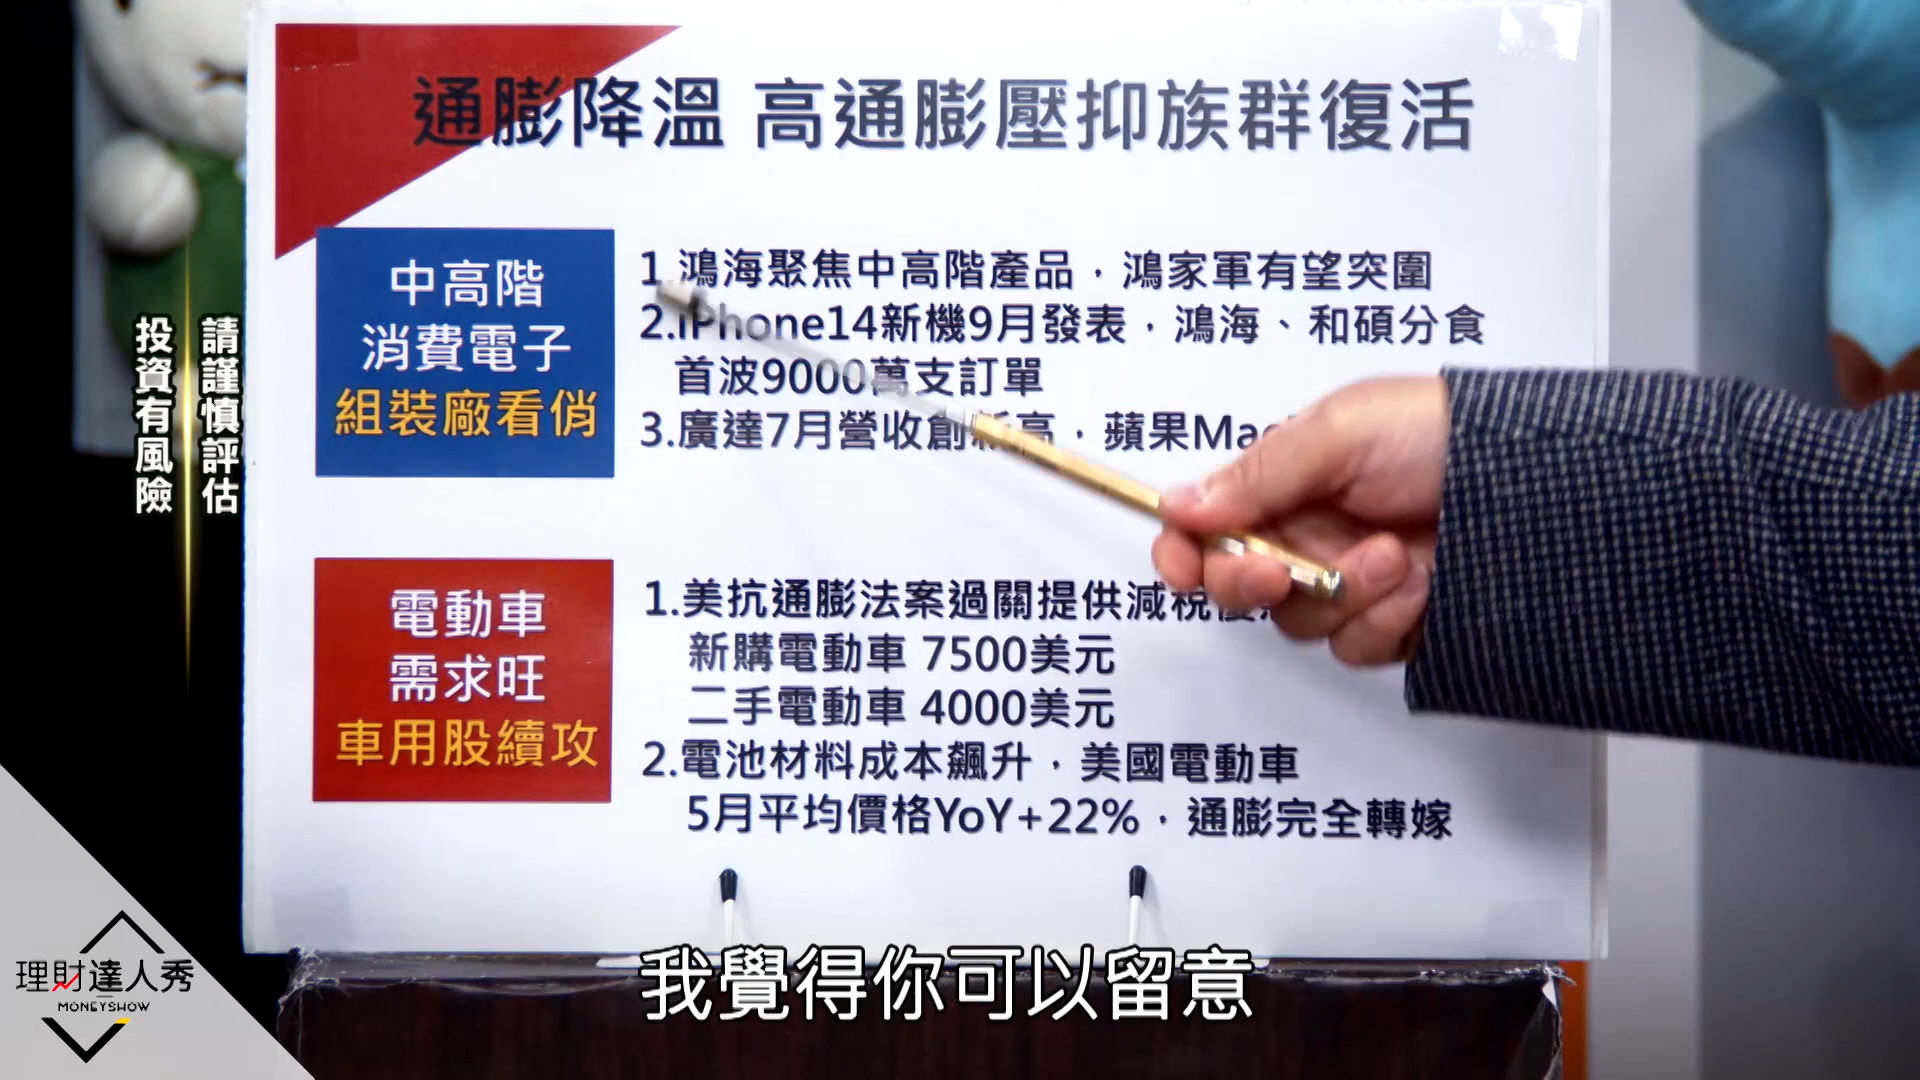 通膨降溫 高通膨壓抑族群復活
中高階
消費電子
組裝廠看俏
1.鴻海聚焦中高階產品,鴻家軍有望突圍
2.iPhone14新機9月發表,鴻海、和碩分食
首波9000萬支訂單
3.廣達7月營收創新高,蘋果Mac
電動車
需求旺
車用股續攻
1.美抗通膨法案過關提供減稅優
新購電動車 7500美元
二手電動車 4000美元
2.電池材料成本飆升,美國電動車
5月平均價格YoY+22%,通膨完全轉嫁
請謹慎評估
投資有風險
理財達人秀
MONEYSHOW
我覺得你可以留意